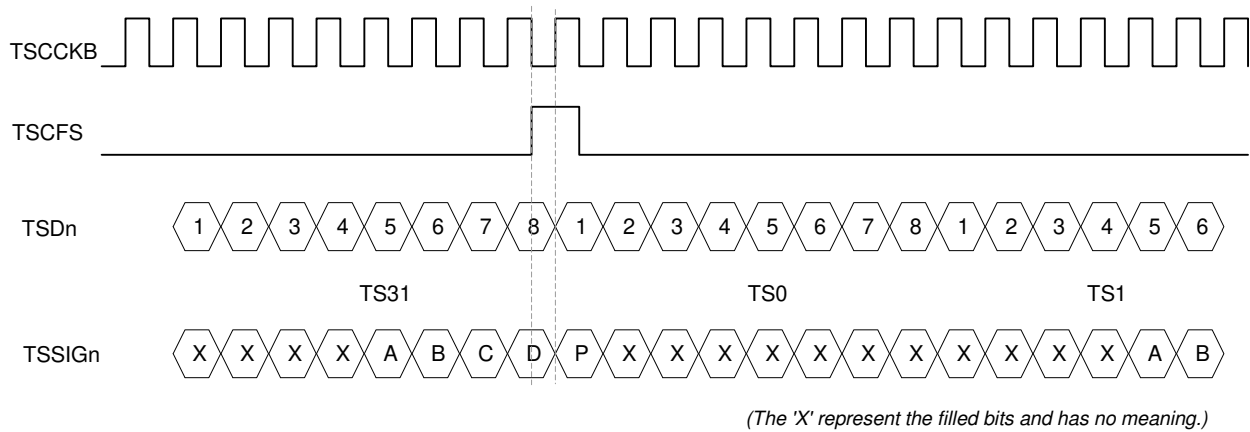 TSCCKB
TSCFS
TSDn 1 2 3 4 5 6 7 8 1 2 3 4 5 6 7 8 1 2 3 4 5 6
TS31 TS0 TS1
TSSIGn X X X X A B C D P X X X X X X X X X X X A B
(The 'X' represent the filled bits and has no meaning.)